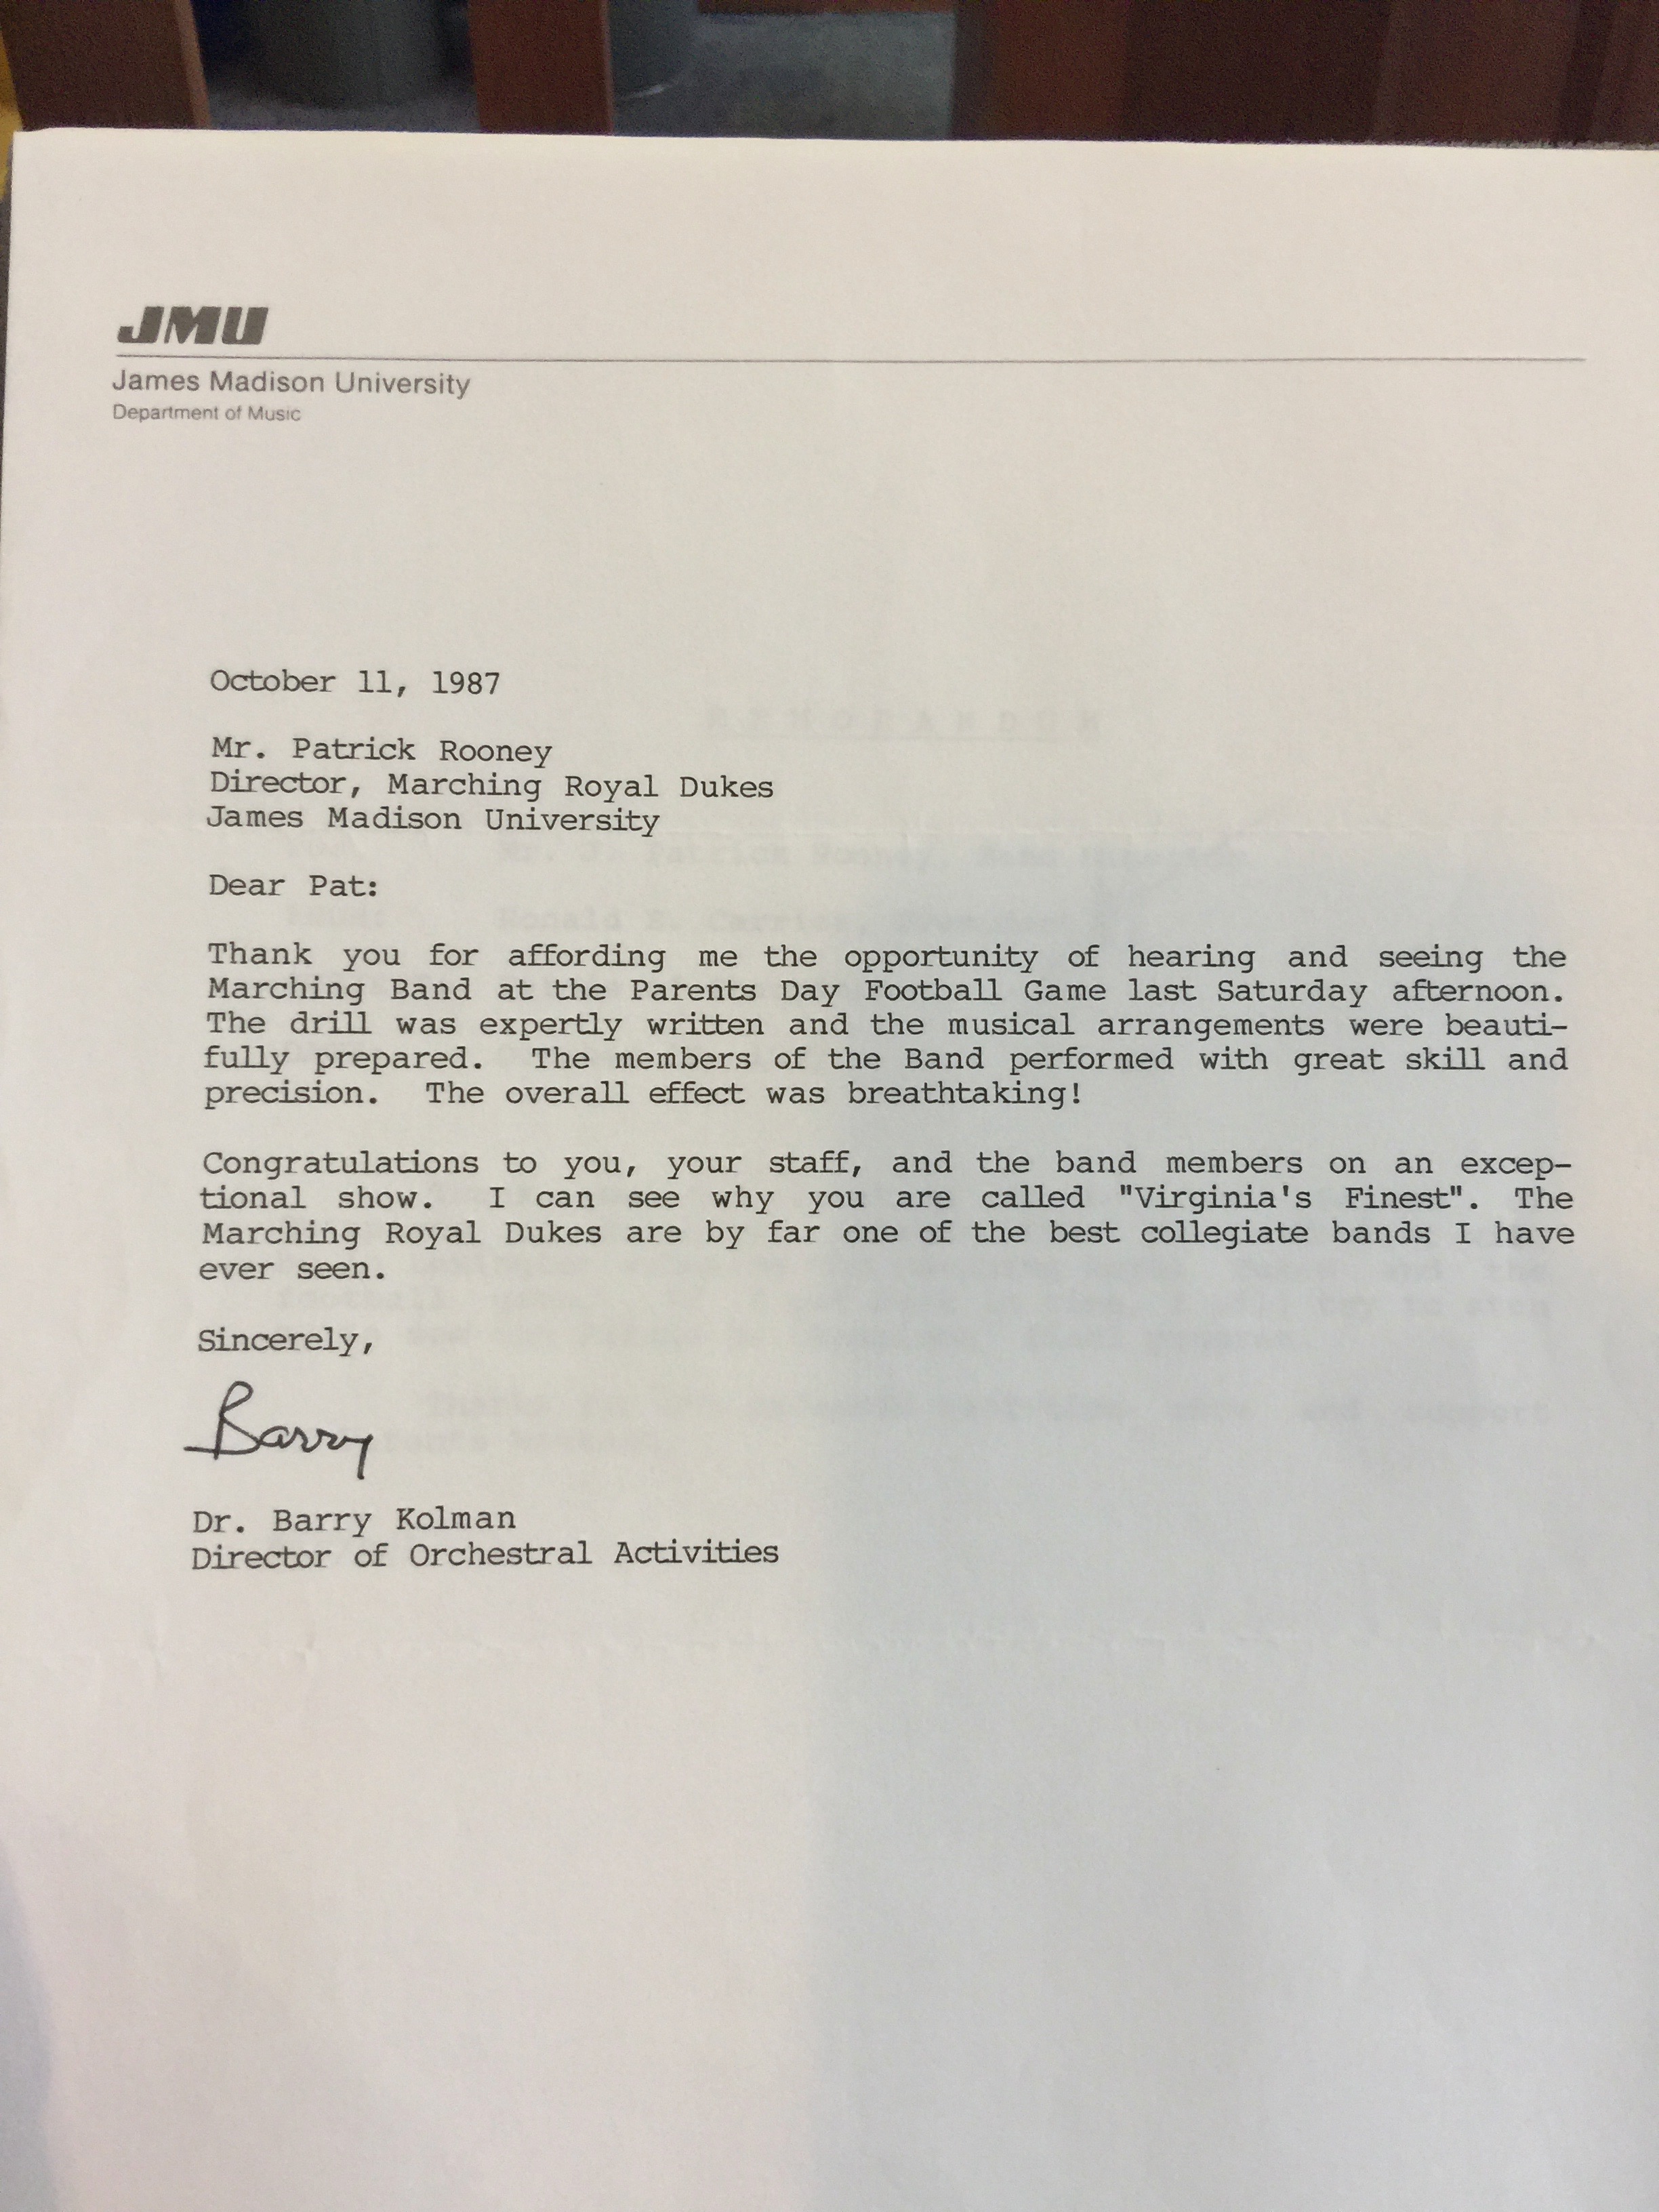 JMU
James Madison University
Department of Music
October 11, 1987
Mr. Patrick Rooney
Director, Marching Royal Dukes
James Madison University
Dear Pat:
Thank you for affording me the opportunity of hearing and seeing the
Marching Band at the Parents Day Football Game last Saturday afternoon.
The drill was expertly written and the musical arrangements were beauti-
fully prepared. The members of the Band performed with great skill and
precision. The overall effect was breathtaking!
Congratulations to you, your staff, and the band members on an excep-
tional show. I can see why you are called "Virginia's Finest". The
Marching Royal Dukes are by far one of the best collegiate bands I have
ever seen.
Sincerely,
Barry
Dr. Barry Kolman
Director of Orchestral Activities